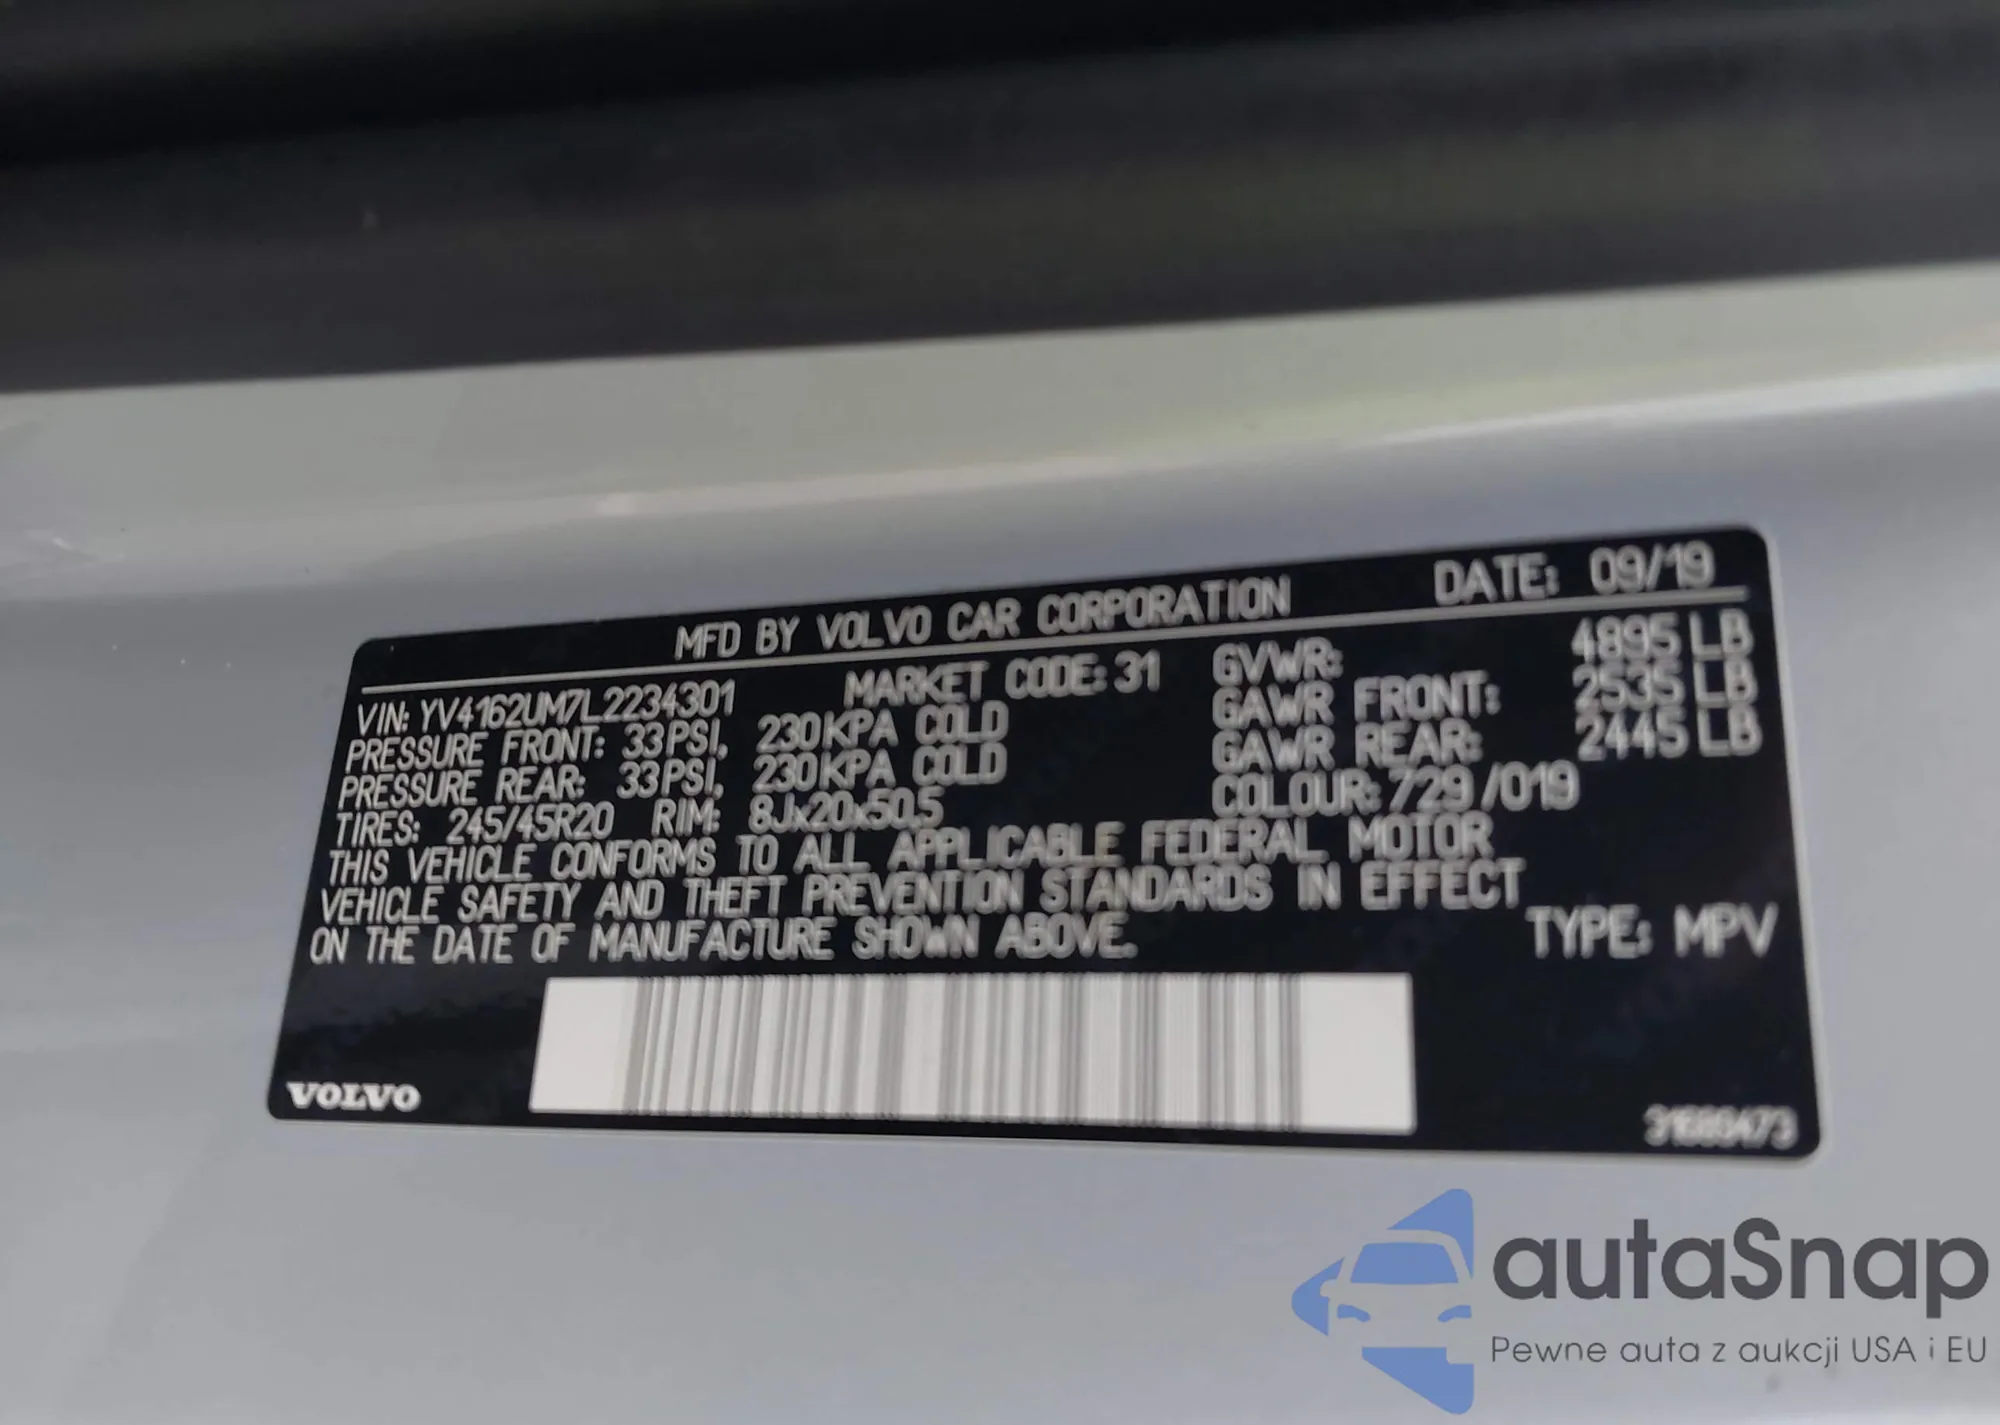 MFD BY VOLVO CAR CORPORATION DATE: 09/19
VIN: YV4162UM7L2234301 MARKET CODE: 31 GVWR: 4895 LB
PRESSURE FRONT: 33 PSI, 230 KPA COLD GAWR FRONT: 2535 LB
PRESSURE REAR: 33 PSI, 230 KPA COLD GAWR REAR: 2445 LB
TIRES: 245/45R20 RIM: 8Jx20x50,5 COLOUR: 729 /019
THIS VEHICLE CONFORMS TO ALL APPLICABLE FEDERAL MOTOR
VEHICLE SAFETY AND THEFT PREVENTION STANDARDS IN EFFECT
ON THE DATE OF MANUFACTURE SHOWN ABOVE. TYPE: MPV
VOLVO
autaSnap
Pewne auta z aukcji USA i EU